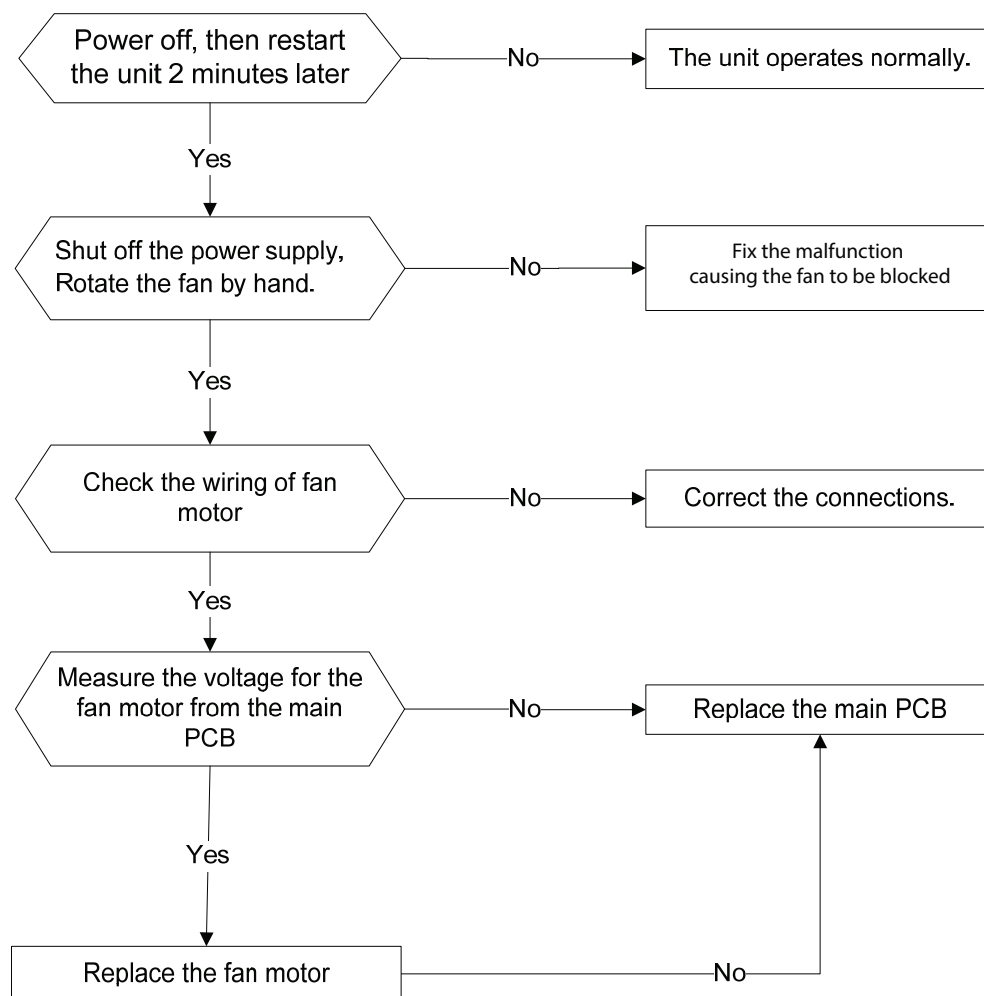 Power off, then restart
the unit 2 minutes later
No
The unit operates normally.
Yes
Shut off the power supply,
Rotate the fan by hand.
No
Fix the malfunction
causing the fan to be blocked
Yes
Check the wiring of fan
motor
No
Correct the connections.
Yes
Measure the voltage for the
fan motor from the main
PCB
No
Replace the main PCB
Yes
Replace the fan motor
No